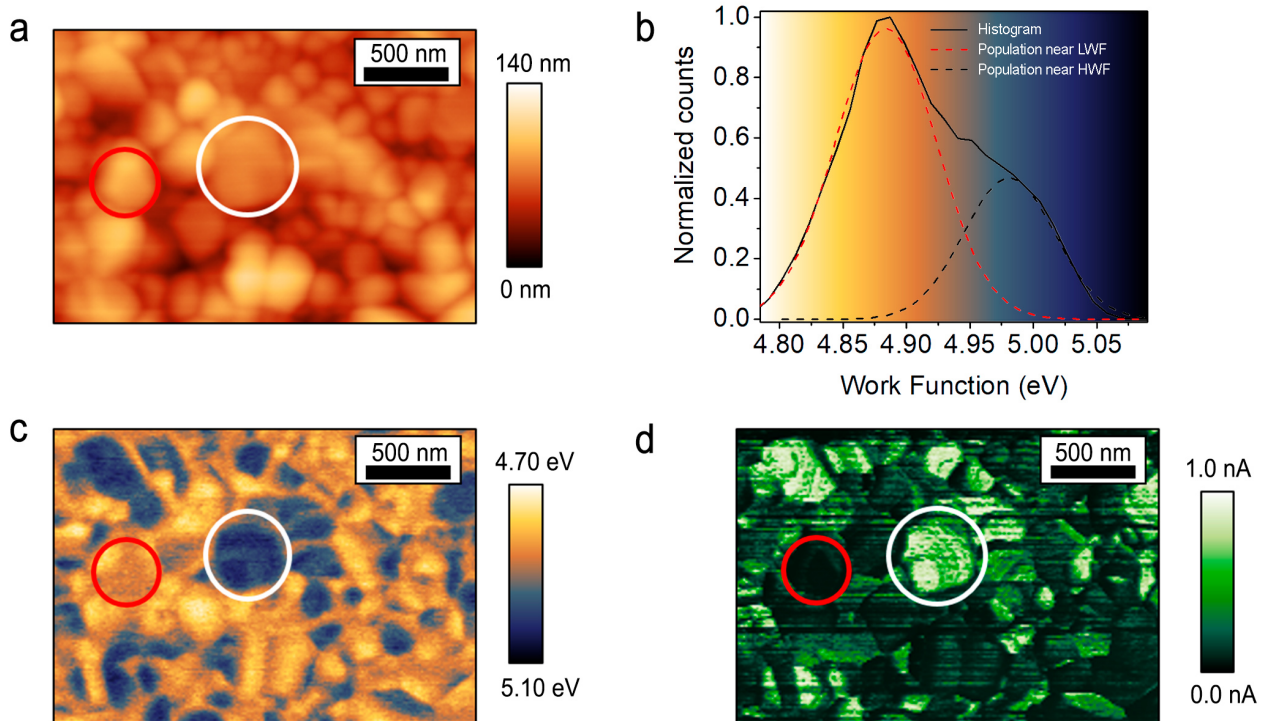 a
500 nm
140 nm
0 nm
b
Normalized counts
1.0
0.8
0.6
0.4
0.2
0.0
Histogram
Population near LWF
Population near HWF
4.80 4.85 4.90 4.95 5.00 5.05
Work Function (eV)
c
500 nm
4.70 eV
5.10 eV
d
500 nm
1.0 nA
0.0 nA